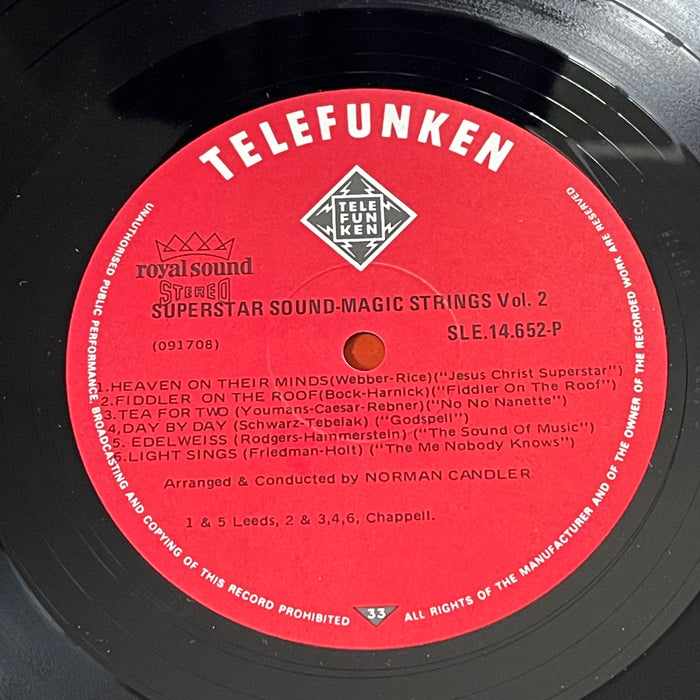 TELEFUNKEN
TELE
FUN
KEN
royal sound
STEREO
SUPERSTAR SOUND-MAGIC STRINGS Vol. 2
SLE.14.652-P
(091708)
1.HEAVEN ON THEIR MINDS(Webber-Rice)("Jesus Christ Superstar")
2.FIDDLER ON THE ROOF(Bock-Harnick)("Fiddler On The Roof")
3.TEA FOR TWO (Youmans-Caesar-Rebner)("No No Nanette")
4,DAY BY DAY (Schwarz-Tebelak) ("Godspell")
5. EDELWEISS (Rodgers-Hammerstein) ("The Sound Of Music")
6.LIGHT SINGS (Friedman-Holt) ("The Me Nobody Knows")
Arranged & Conducted by NORMAN CANDLER
1 & 5 Leeds, 2 & 3,4,6, Chappell.
UNAUTHORISED PUBLIC PERFORMANCE, BROADCASTING AND COPYING OF THIS RECORD PROHIBITED
33
ALL RIGHTS OF THE MANUFACTURER AND OF THE OWNER OF THE RECORDED WORK ARE RESERVED